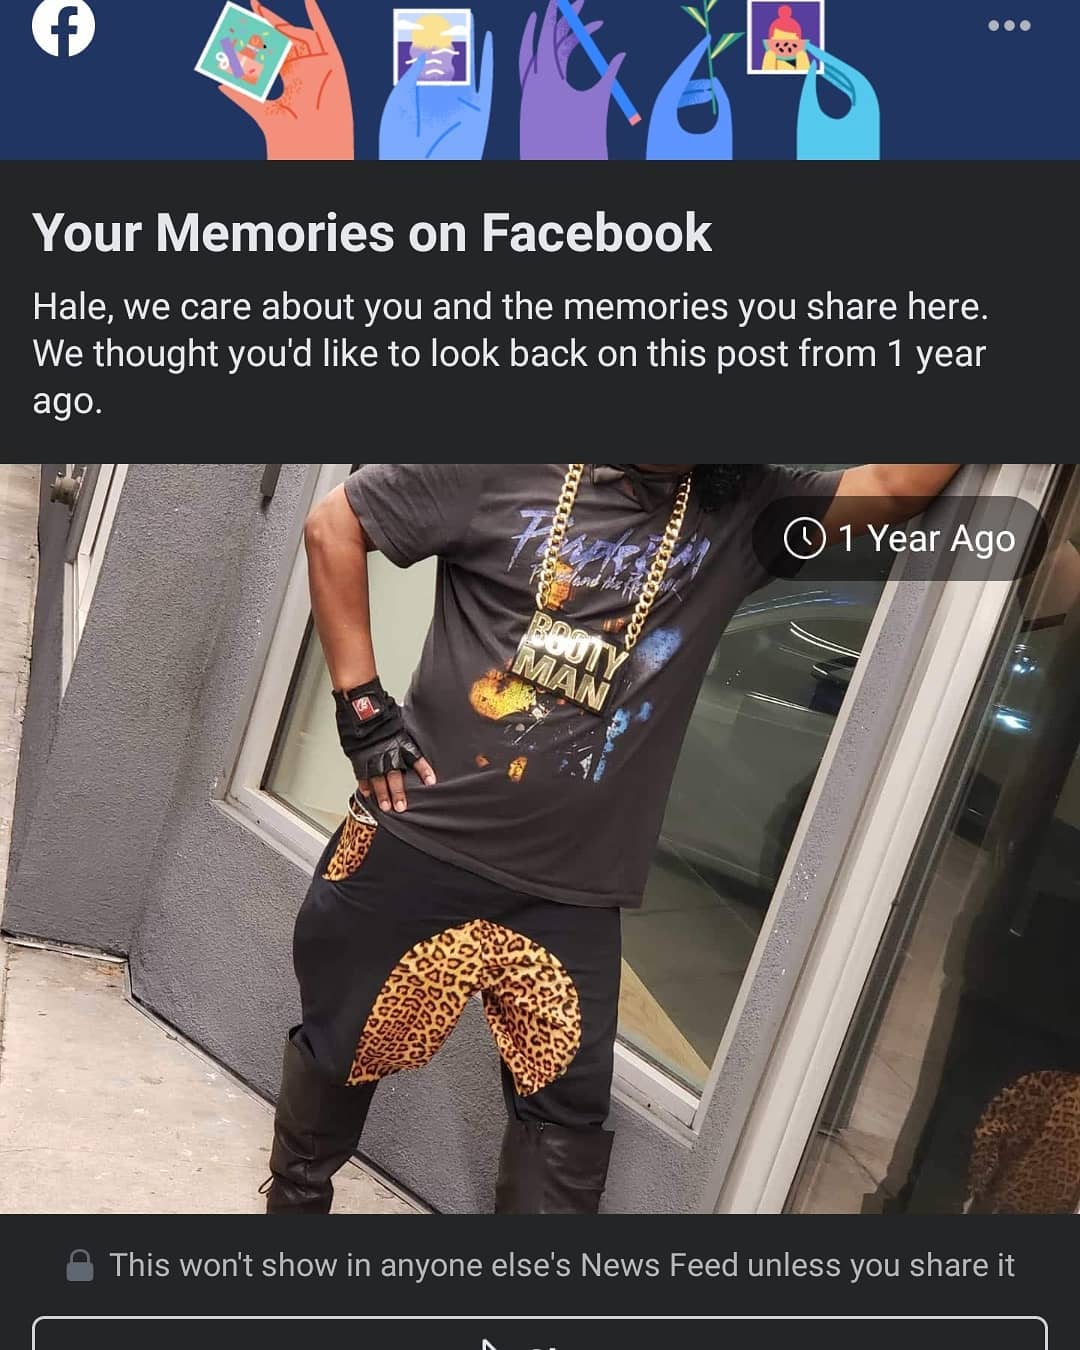 Your Memories on Facebook
Hale, we care about you and the memories you share here.
We thought you'd like to look back on this post from 1 year
ago.
1 Year Ago
Purple Rain
BOOTY
MAN
This won't show in anyone else's News Feed unless you share it